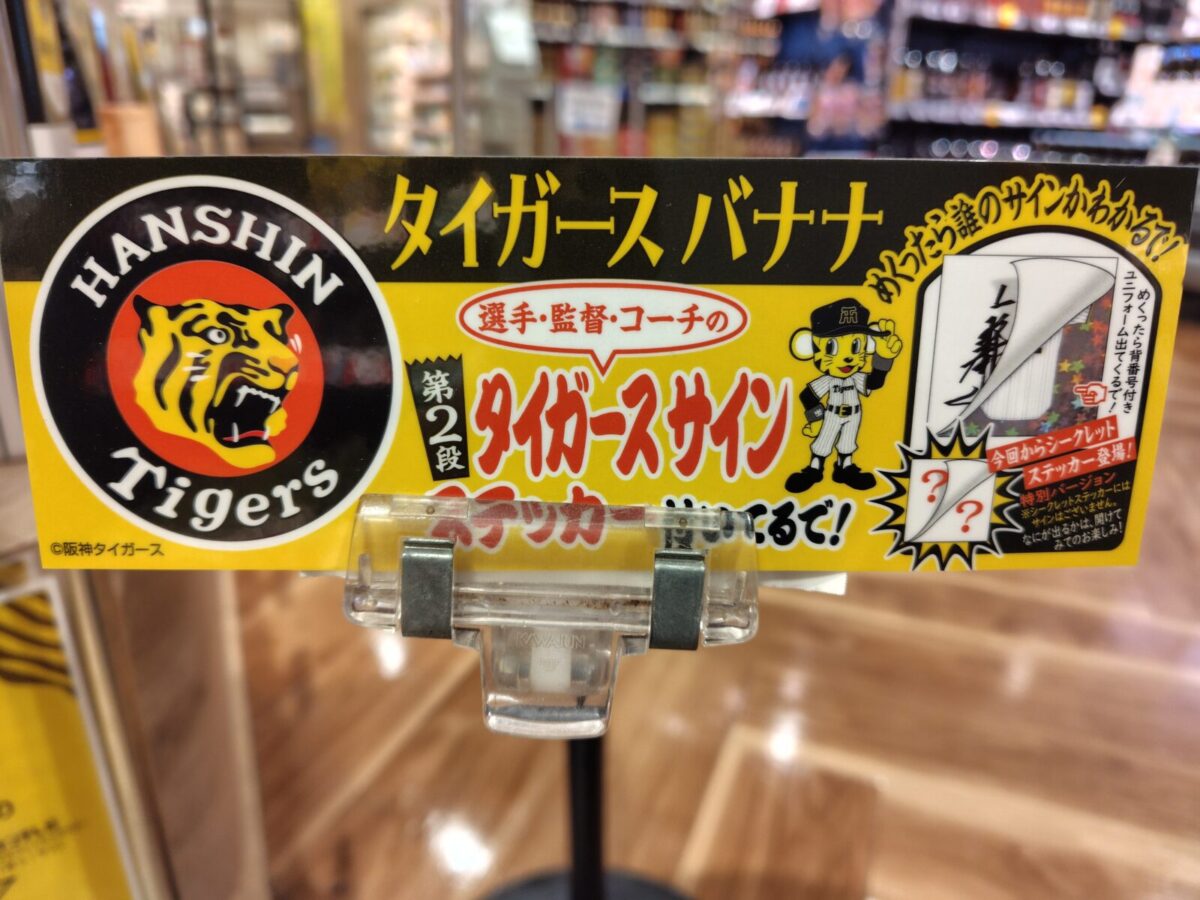 HANSHIN
Tigers
©阪神タイガース
タイガースバナナ
選手・監督・コーチの
第2段
タイガースサイン
ステッカー
てるで!
Tigers
めくったら誰のサインかわかるで!
めくったら背番号付き
ユニフォーム出てくるで!
今回からシークレット
ステッカー登場!
特別バージョン
※シークレットステッカーには
サインはございません。
なにが出るかは、開けて
みてのお楽しみ!
? ?